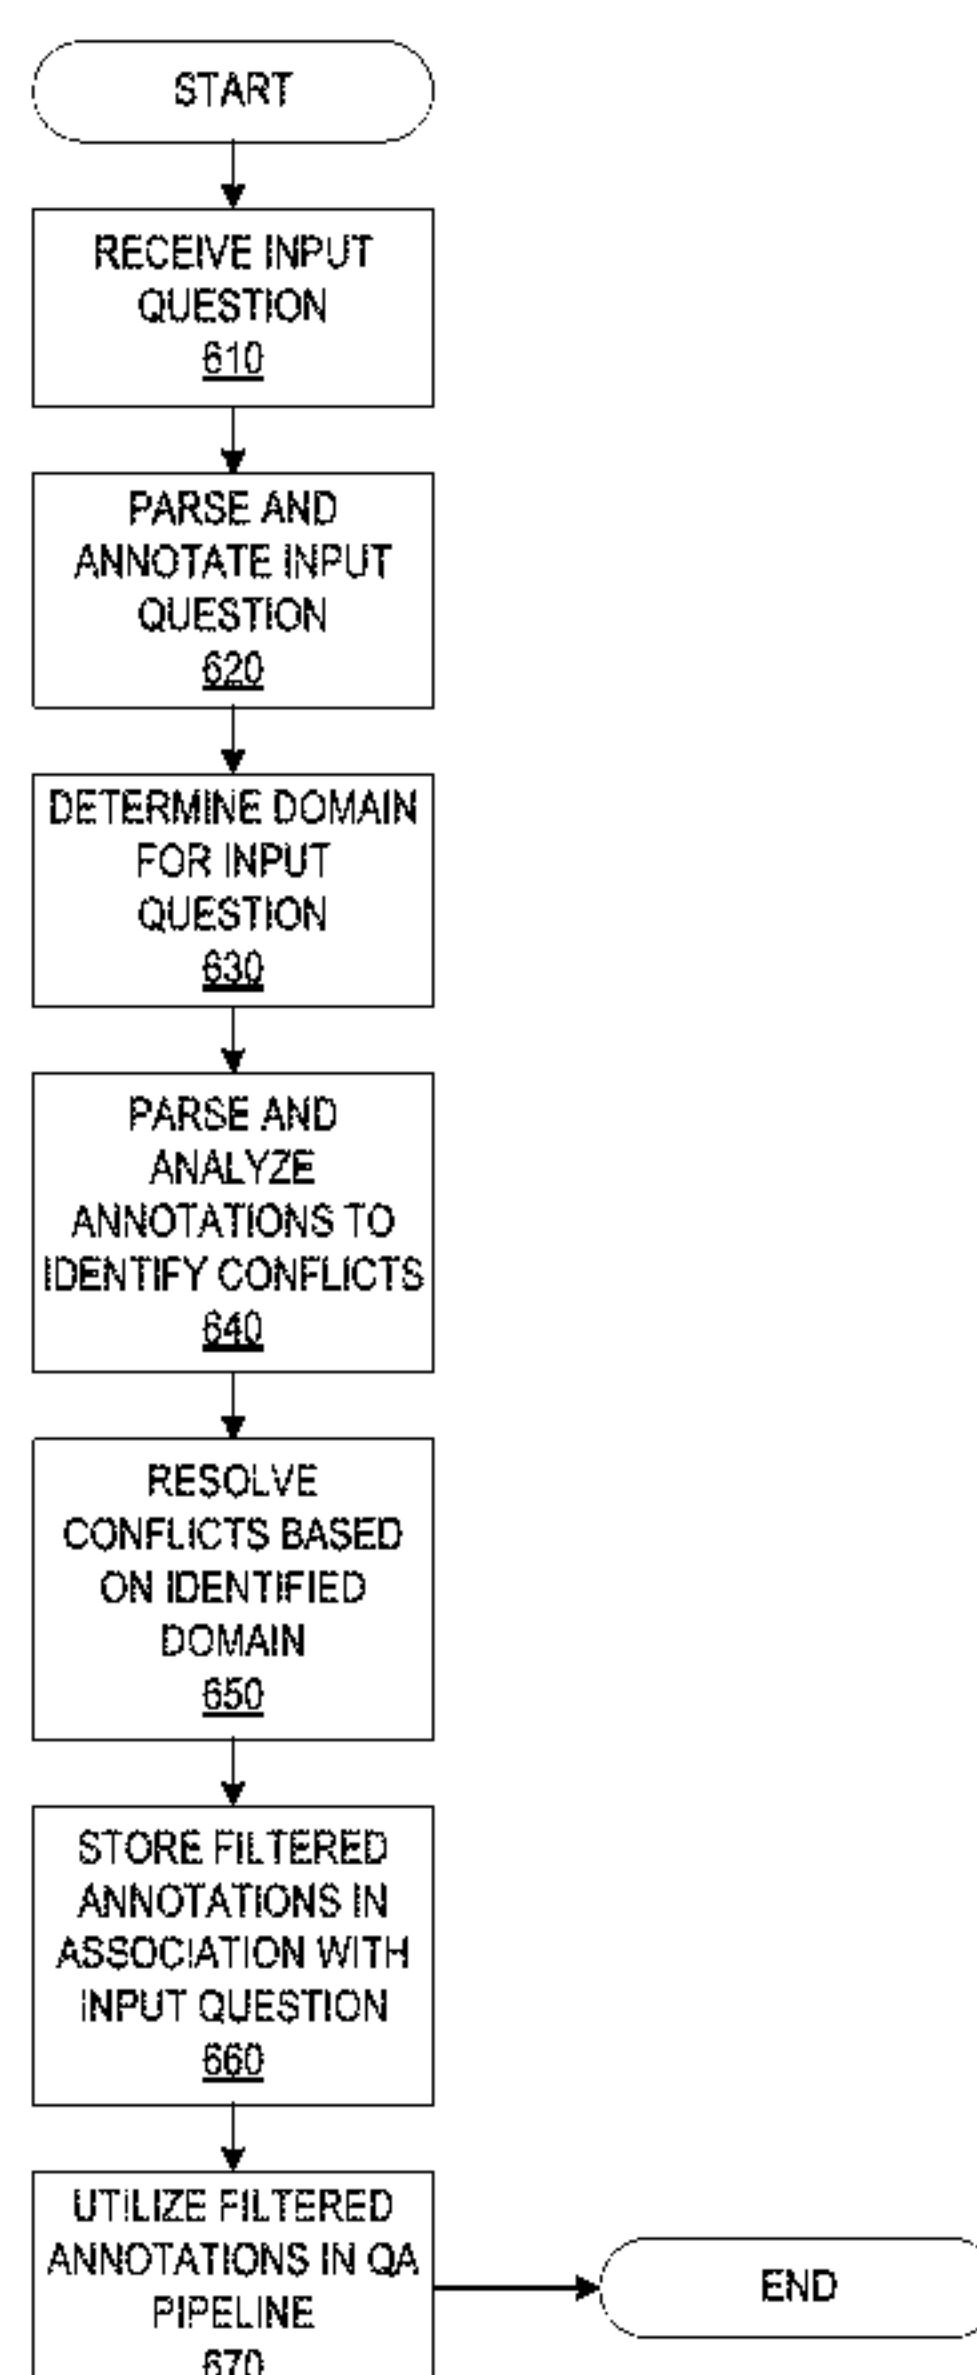 START
RECEIVE INPUT
QUESTION
610
PARSE AND
ANNOTATE INPUT
QUESTION
620
DETERMINE DOMAIN
FOR INPUT
QUESTION
630
PARSE AND
ANALYZE
ANNOTATIONS TO
IDENTIFY CONFLICTS
640
RESOLVE
CONFLICTS BASED
ON IDENTIFIED
DOMAIN
650
STORE FILTERED
ANNOTATIONS IN
ASSOCIATION WITH
INPUT QUESTION
660
UTILIZE FILTERED
ANNOTATIONS IN QA
PIPELINE
670
END